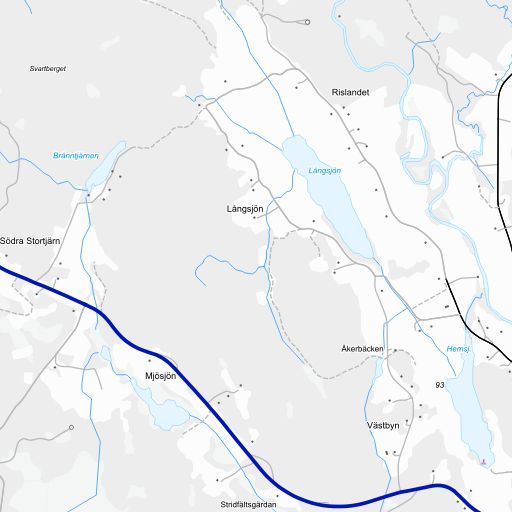 Svartberget
Rislandet
Bränntjärnen
Långsjön
Långsjön
Södra Stortjärn
Åkerbäcken
Hemsj.
Mjösjön
93
Västbyn
Stridfältsgärdan